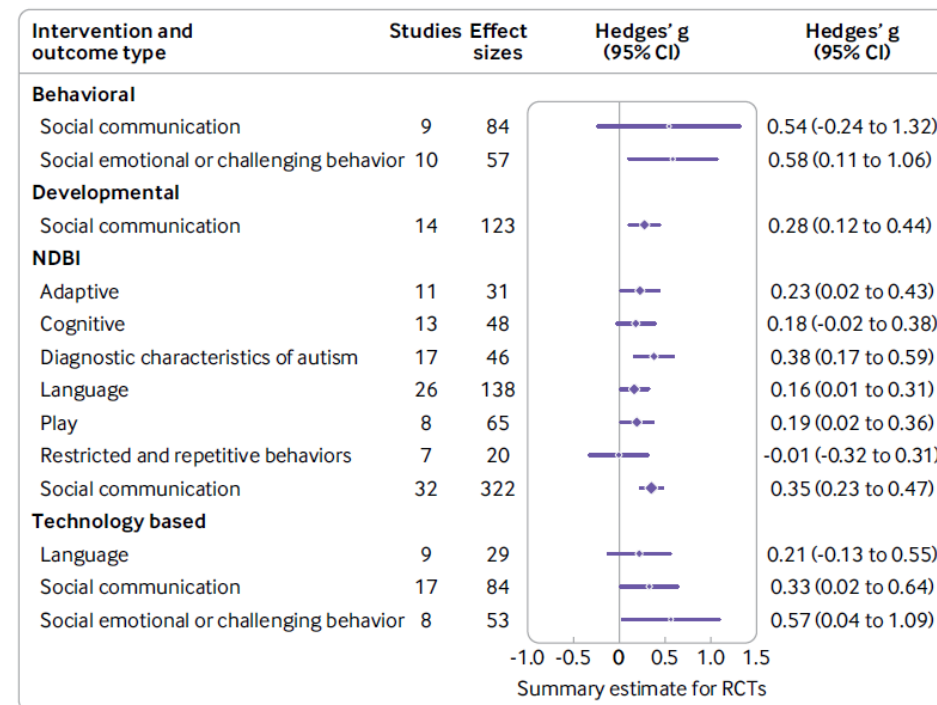 Intervention and outcome type Studies Effect sizes Hedges' g (95% CI) Hedges' g (95% CI)
Behavioral
Social communication 9 84 0.54 (-0.24 to 1.32)
Social emotional or challenging behavior 10 57 0.58 (0.11 to 1.06)
Developmental
Social communication 14 123 0.28 (0.12 to 0.44)
NDBI
Adaptive 11 31 0.23 (0.02 to 0.43)
Cognitive 13 48 0.18 (-0.02 to 0.38)
Diagnostic characteristics of autism 17 46 0.38 (0.17 to 0.59)
Language 26 138 0.16 (0.01 to 0.31)
Play 8 65 0.19 (0.02 to 0.36)
Restricted and repetitive behaviors 7 20 -0.01 (-0.32 to 0.31)
Social communication 32 322 0.35 (0.23 to 0.47)
Technology based
Language 9 29 0.21 (-0.13 to 0.55)
Social communication 17 84 0.33 (0.02 to 0.64)
Social emotional or challenging behavior 8 53 0.57 (0.04 to 1.09)
-1.0 -0.5 0 0.5 1.0 1.5
Summary estimate for RCTs